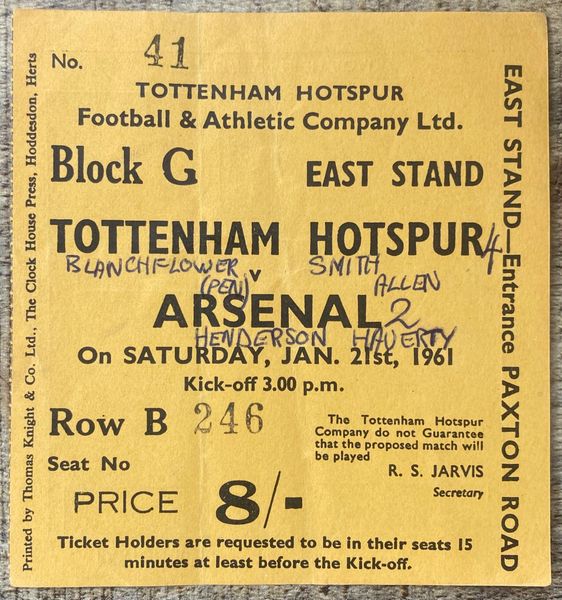 No. 41
TOTTENHAM HOTSPUR
Football & Athletic Company Ltd.
Block G EAST STAND
TOTTENHAM HOTSPUR 4
BLANCHFLOWER SMITH
(PEN) v ALLEN
ARSENAL 2
HENDERSON HAVERTY
On SATURDAY, JAN. 21st, 1961
Kick-off 3.00 p.m.
Row B 246
Seat No
The Tottenham Hotspur
Company do not Guarantee
that the proposed match will
be played
R. S. JARVIS
Secretary
PRICE 8/-
Ticket Holders are requested to be in their seats 15
minutes at least before the Kick-off.
EAST STAND—Entrance PAXTON ROAD
Printed by Thomas Knight & Co. Ltd., The Clock House Press, Hoddesdon, Herts